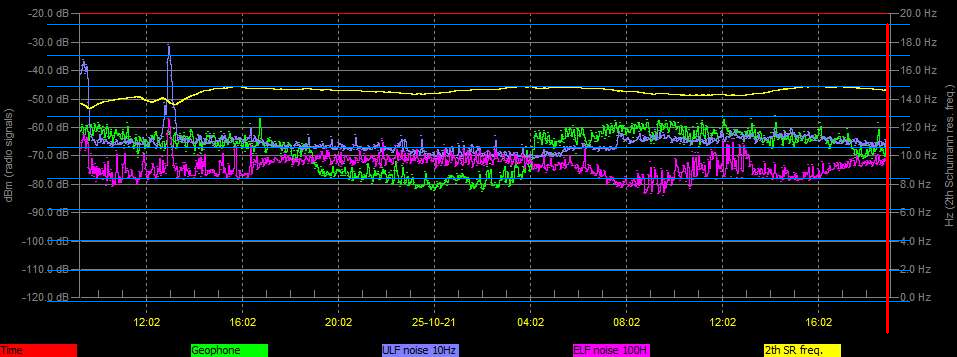 -20.0 dB 20.0 Hz
-30.0 dB 18.0 Hz
-40.0 dB 16.0 Hz
-50.0 dB 14.0 Hz
-60.0 dB 12.0 Hz
-70.0 dB 10.0 Hz
-80.0 dB 8.0 Hz
-90.0 dB 6.0 Hz
-100.0 dB 4.0 Hz
-110.0 dB 2.0 Hz
-120.0 dB 0.0 Hz
dBm (radio signals)
Hz (2th Schumann res. freq.)
12:02 16:02 20:02 25-10-21 04:02 08:02 12:02 16:02
Time Geophone ULF noise 10Hz ELF noise 100H 2th SR freq.